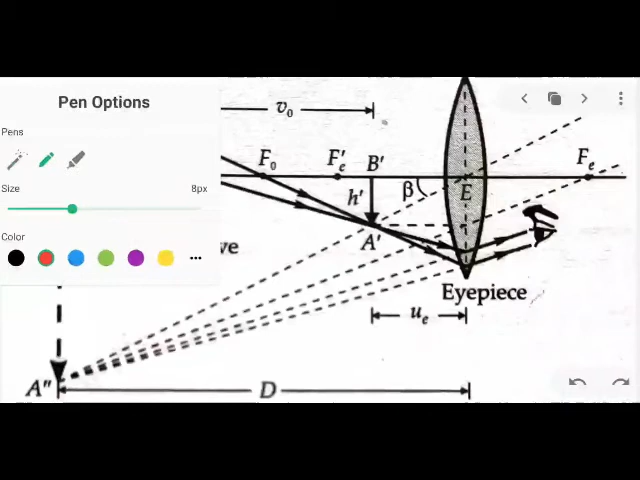 Pen Options
Pens
Size
8px
Color
v₀
F₀
F′ₑ
B′
Fₑ
h′
β
E
A′
ve
Eyepiece
uₑ
A″
D